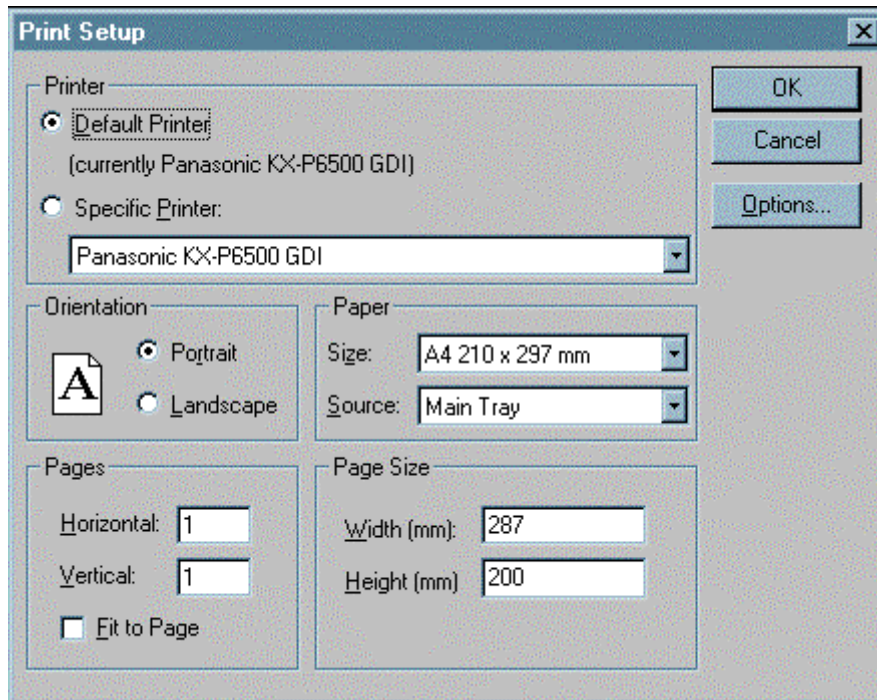 Print Setup
Printer
Default Printer
(currently Panasonic KX-P6500 GDI)
Specific Printer:
Panasonic KX-P6500 GDI
OK
Cancel
Options...
Orientation
A
Portrait
Landscape
Paper
Size: A4 210 x 297 mm
Source: Main Tray
Pages
Horizontal: 1
Vertical: 1
Fit to Page
Page Size
Width (mm): 287
Height (mm) 200